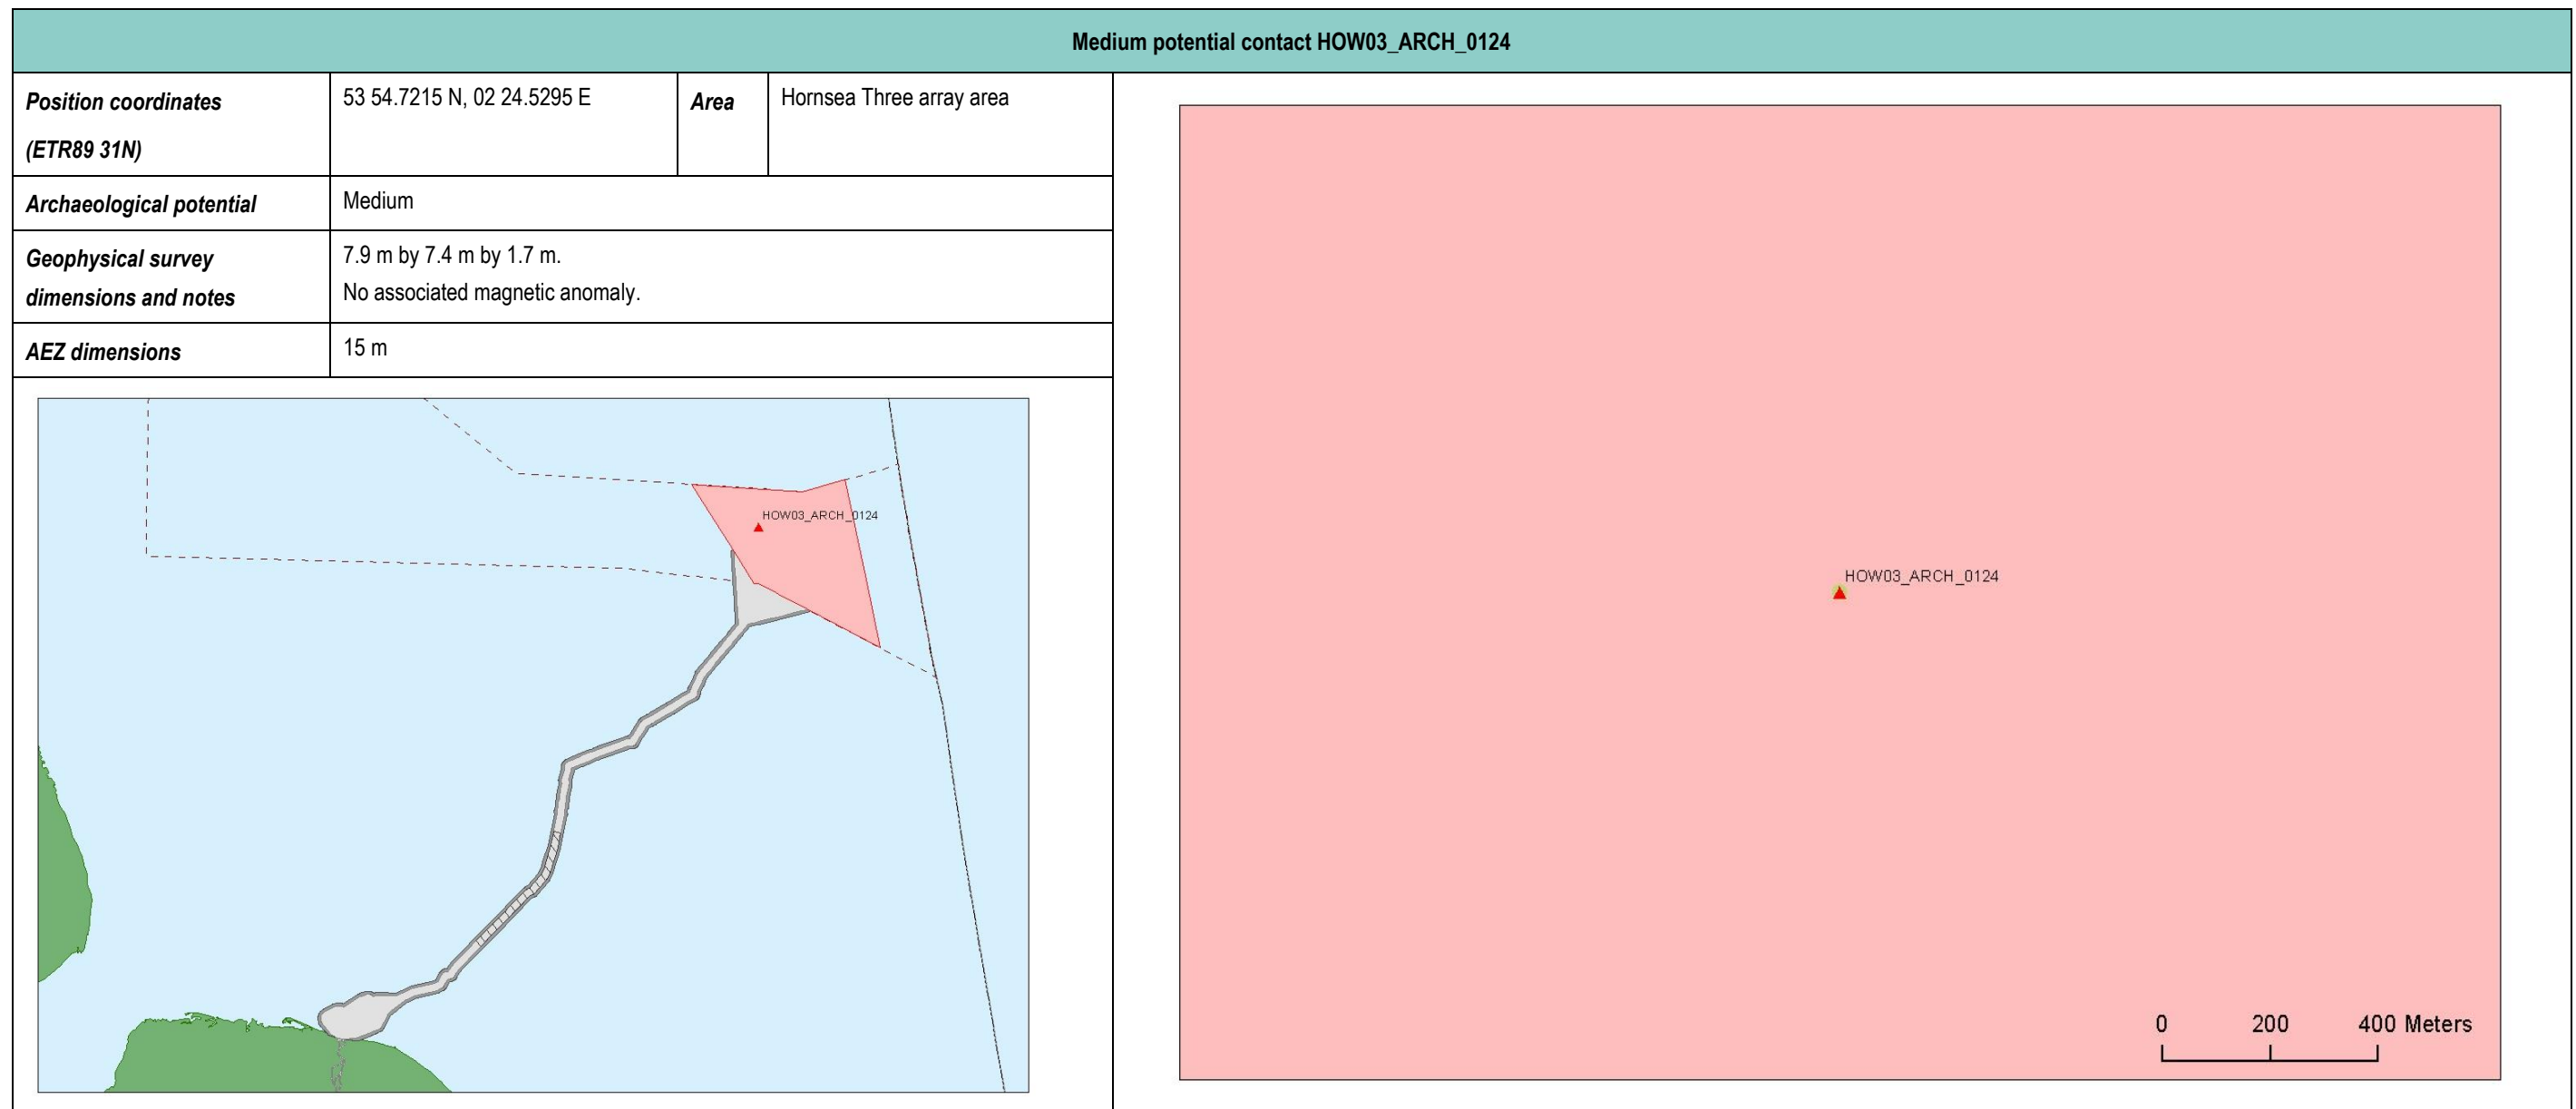 Medium potential contact HOW03_ARCH_0124
Position coordinates
(ETR89 31N)
53 54.7215 N, 02 24.5295 E
Area
Hornsea Three array area
Archaeological potential
Medium
Geophysical survey
dimensions and notes
7.9 m by 7.4 m by 1.7 m.
No associated magnetic anomaly.
AEZ dimensions
15 m
HOW03_ARCH_0124
HOW03_ARCH_0124
0 200 400 Meters